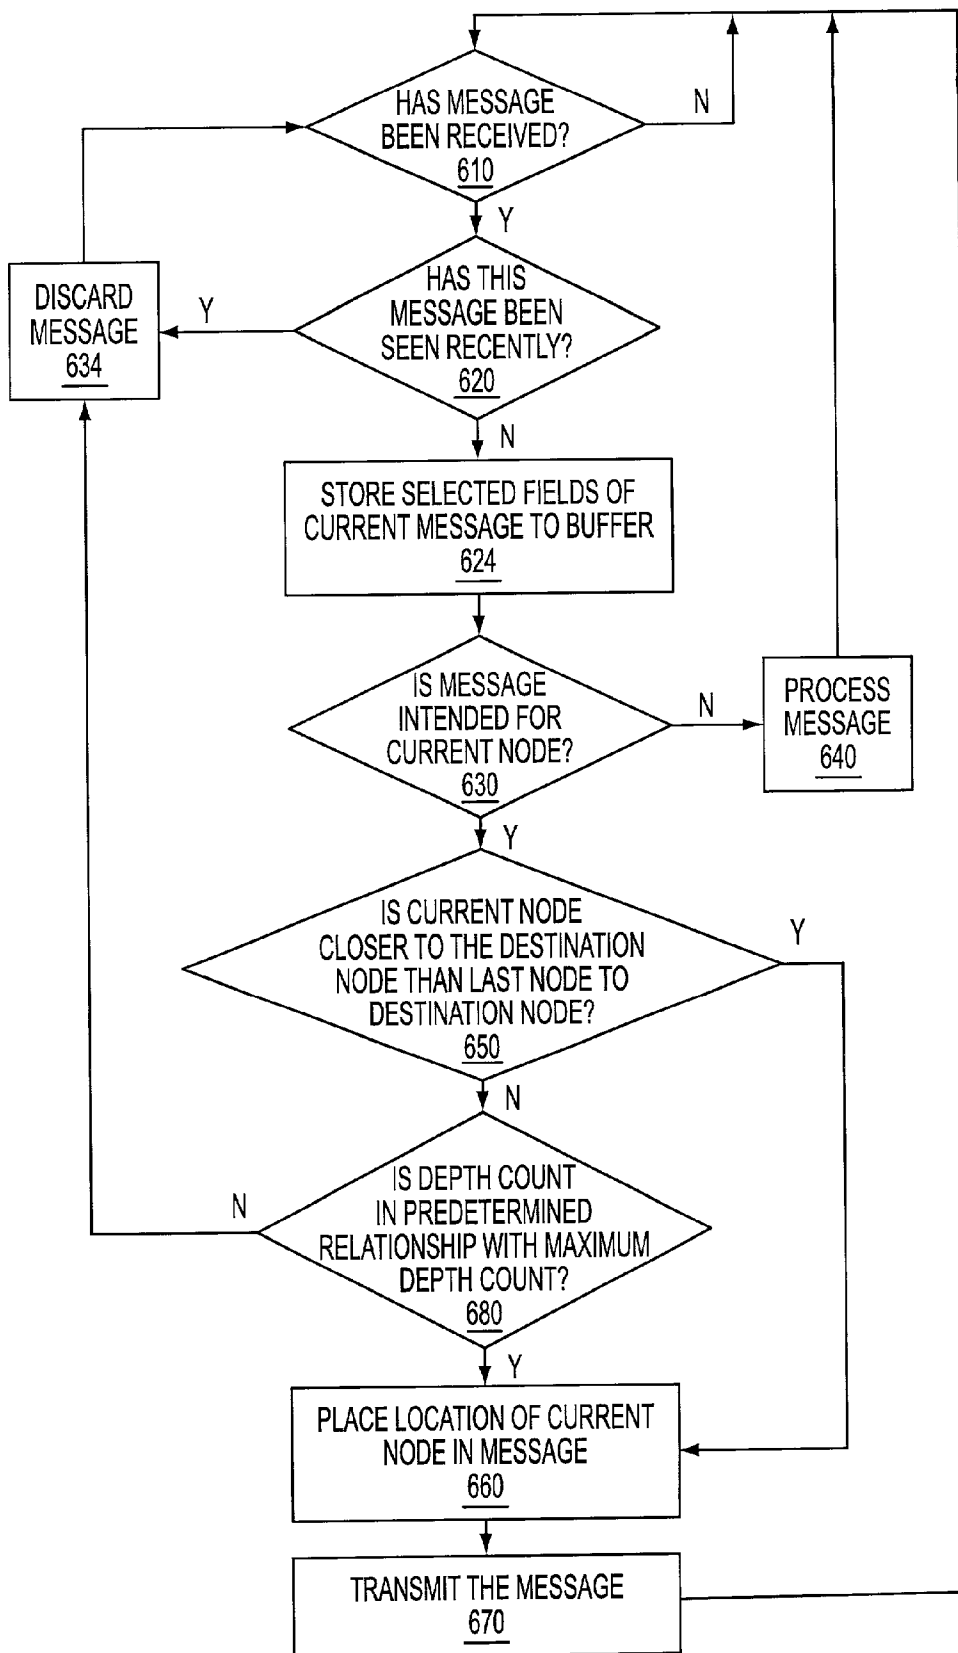 HAS MESSAGE
BEEN RECEIVED?
610
N
Y
HAS THIS
MESSAGE BEEN
SEEN RECENTLY?
620
Y
DISCARD
MESSAGE
634
N
STORE SELECTED FIELDS OF
CURRENT MESSAGE TO BUFFER
624
IS MESSAGE
INTENDED FOR
CURRENT NODE?
630
N
PROCESS
MESSAGE
640
Y
IS CURRENT NODE
CLOSER TO THE DESTINATION
NODE THAN LAST NODE TO
DESTINATION NODE?
650
Y
N
IS DEPTH COUNT
IN PREDETERMINED
RELATIONSHIP WITH MAXIMUM
DEPTH COUNT?
680
N
Y
PLACE LOCATION OF CURRENT
NODE IN MESSAGE
660
TRANSMIT THE MESSAGE
670